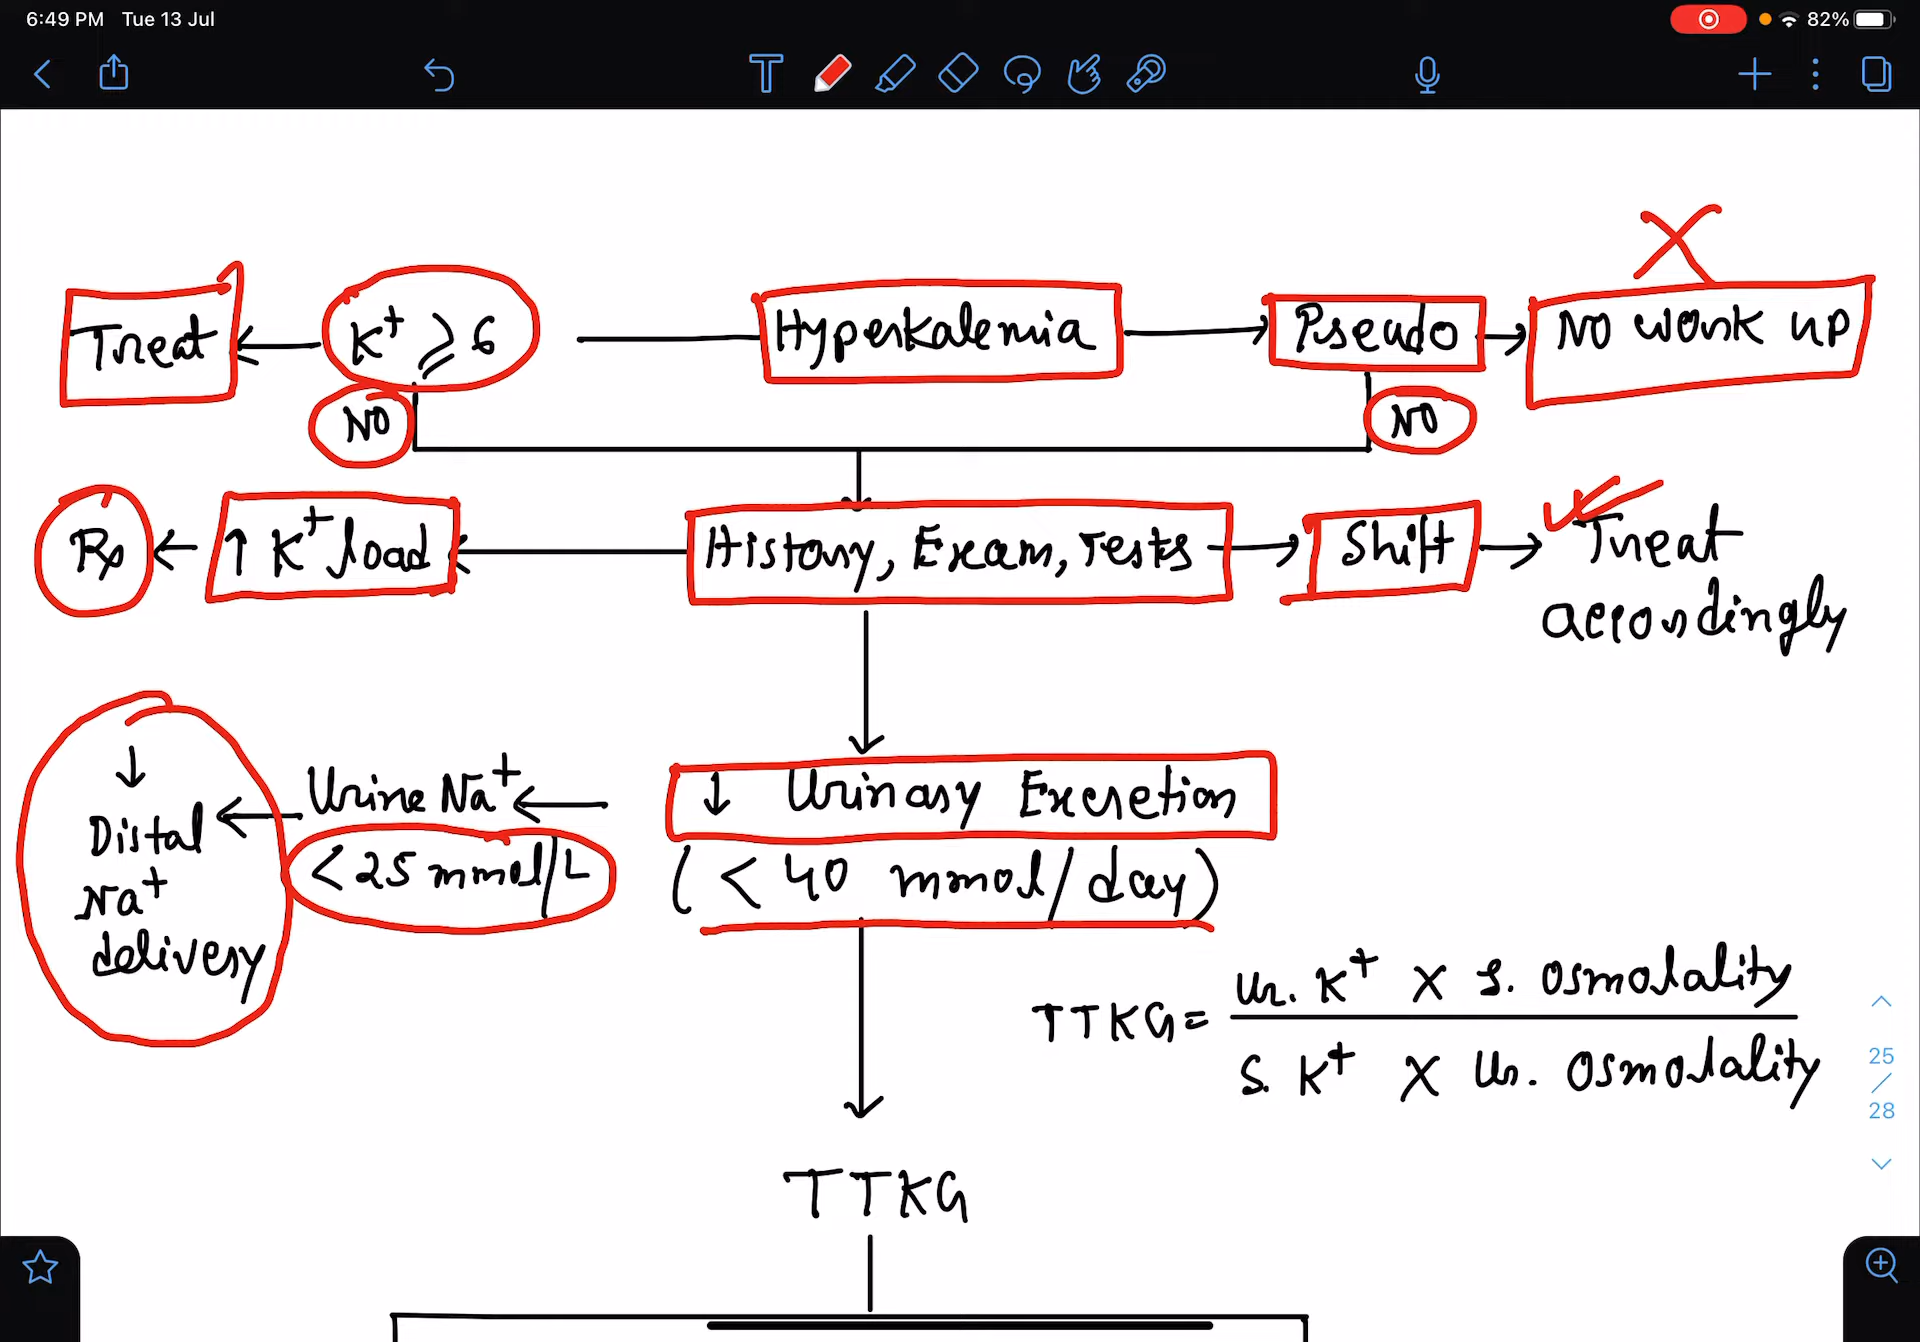 6:49 PM Tue 13 Jul
82%
Treat
K+ ⩾ 6
Hyperkalemia
Pseudo
No work up
NO
NO
Rx
↑ K+ load
History, Exam, Tests
Shift
Treat
accordingly
↓
Distal
Na+
delivery
Urine Na+
< 25 mmol/L
↓ Urinary Excretion
( < 40 mmol/day)
TTKG = Ur. K+ X S. Osmolality
S. K+ X Ur. Osmolality
25
/
28
TTKG